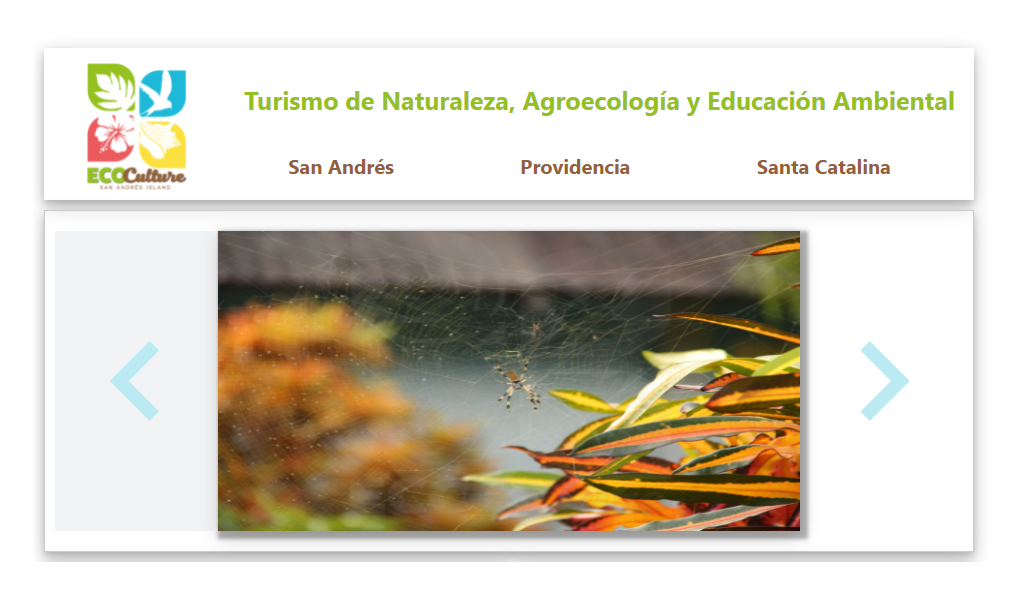 Turismo de Naturaleza, Agroecología y Educación Ambiental
ECOCulture
SAN ANDRÉS ISLAND
San Andrés Providencia Santa Catalina